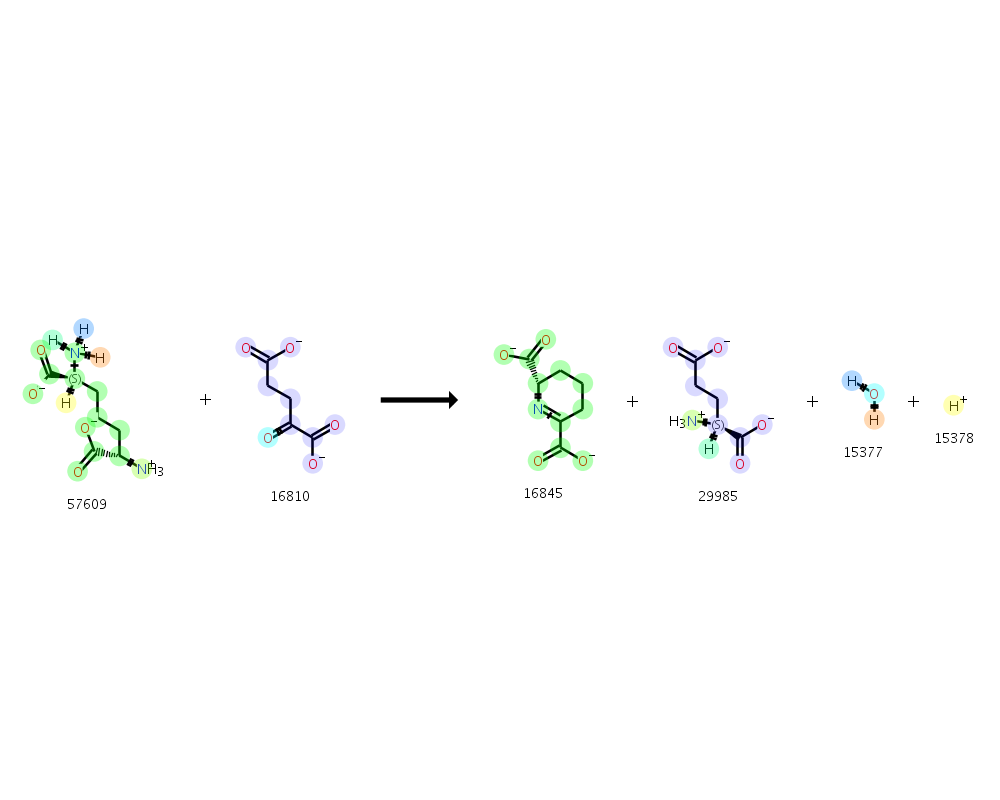 H H O N+ H (S) O− H O− O NH3+
57609
+
O O− O O O−
16810
+
O− O N O O−
16845
+
O O− H3N+ (S) O− H O
29985
+
H O H
15377
+
H+
15378